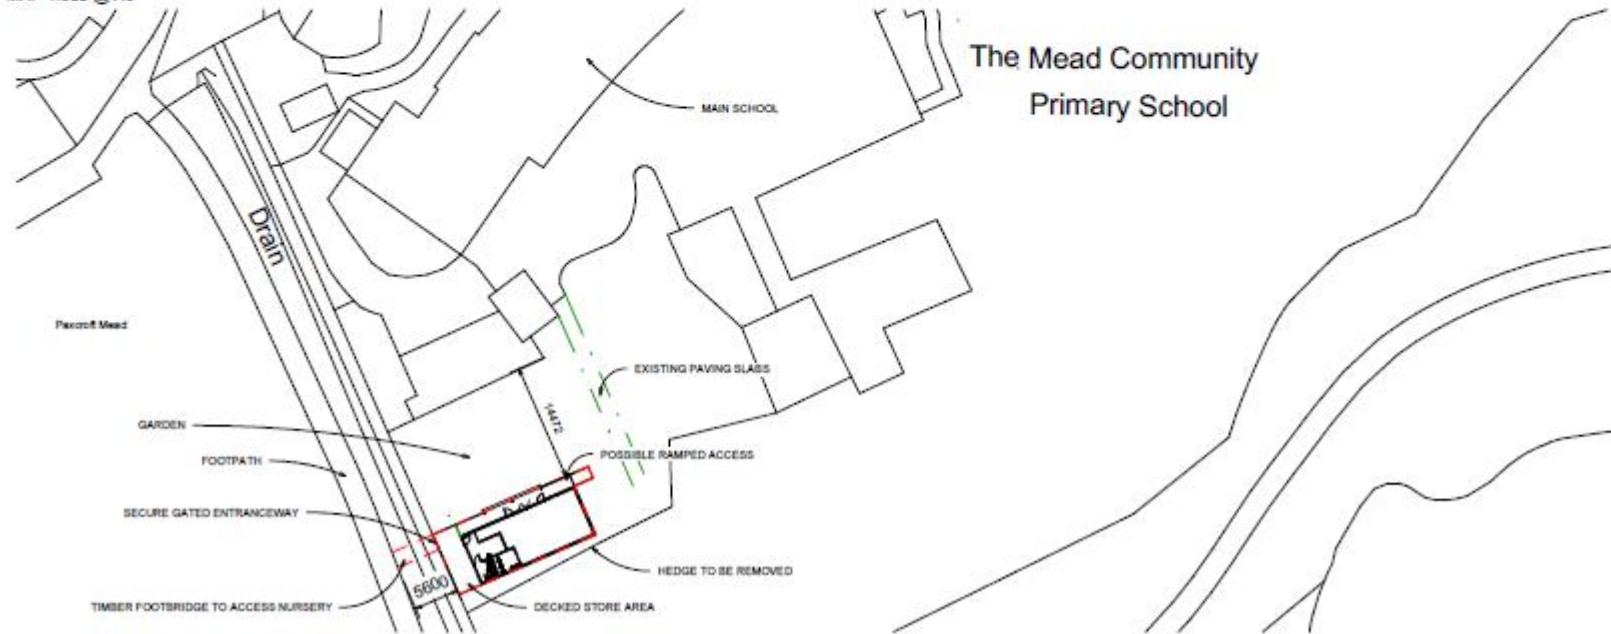 The Mead Community
Primary School
MAIN SCHOOL
Drain
Paxcroft Mead
EXISTING PAVING SLABS
14472
GARDEN
FOOTPATH
POSSIBLE RAMPED ACCESS
SECURE GATED ENTRANCEWAY
HEDGE TO BE REMOVED
5600
TIMBER FOOTBRIDGE TO ACCESS NURSERY
DECKED STORE AREA